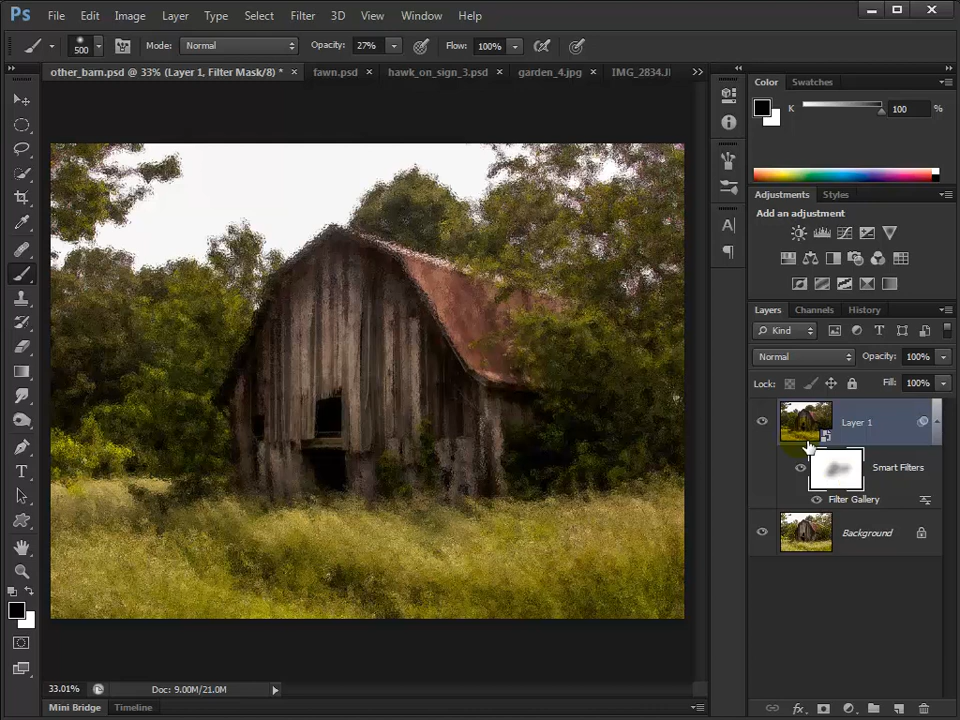 Ps File Edit Image Layer Type Select Filter 3D View Window Help
500 Mode: Normal Opacity: 27% Flow: 100%
other_barn.psd @ 33% (Layer 1, Filter Mask/8) * × fawn.psd × hawk_on_sign_3.psd × garden_4.jpg × IMG_2834.J
Color Swatches
K 100 %
Adjustments Styles
Add an adjustment
Layers Channels History
Kind
Normal Opacity: 100%
Lock: Fill: 100%
Layer 1
Smart Filters
Filter Gallery
Background
33.01% Doc: 9.00M/21.0M
Mini Bridge Timeline